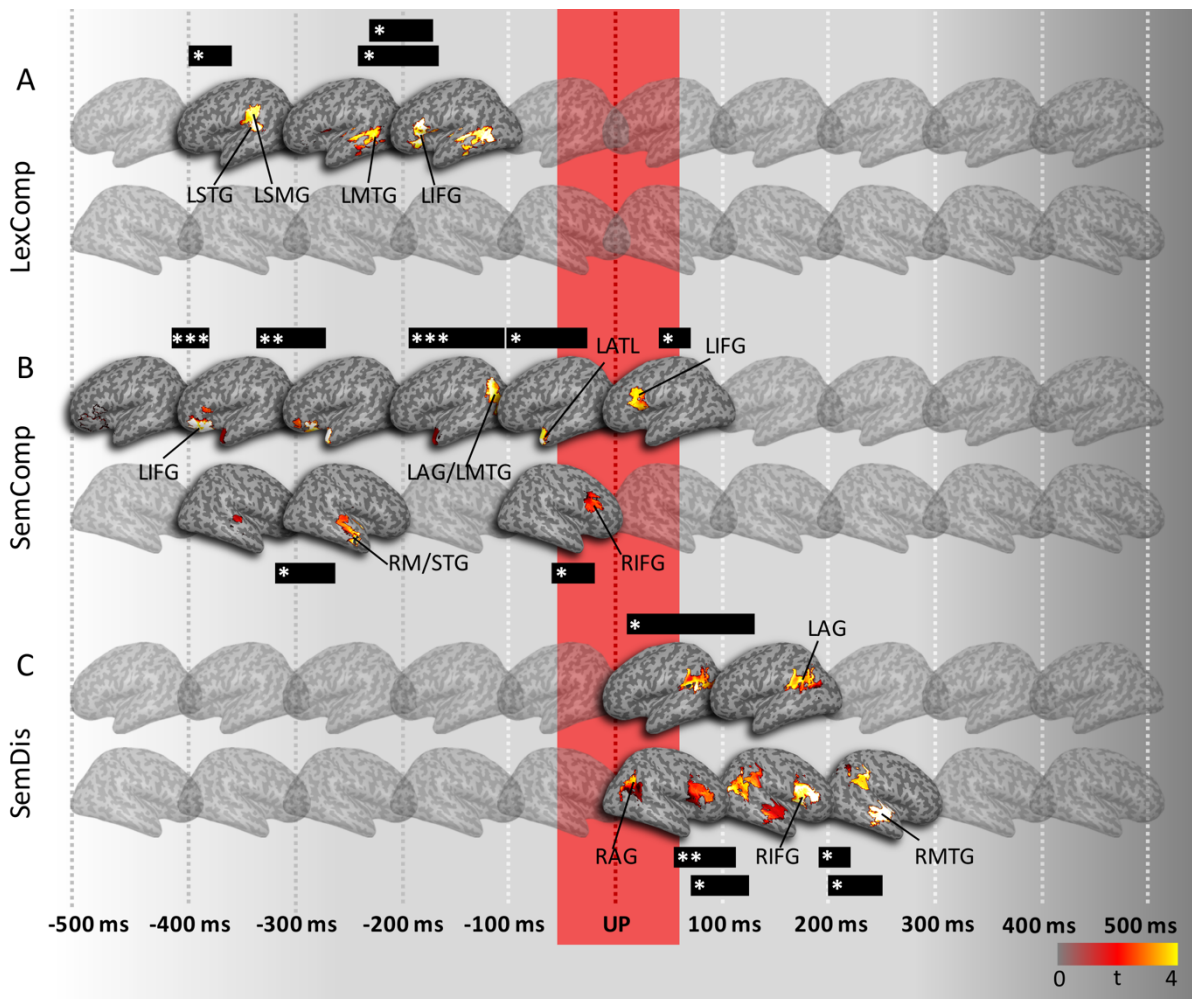 *
* *
A
LexComp
LSTG LSMG LMTG LIFG
*** ** *** * *
LATL LIFG
B
SemComp
LIFG LAG/LMTG
RM/STG RIFG
* *
*
LAG
C
SemDis
RAG RIFG RMTG
** *
* *
-500 ms -400 ms -300 ms -200 ms -100 ms UP 100 ms 200 ms 300 ms 400 ms 500 ms
0 t 4